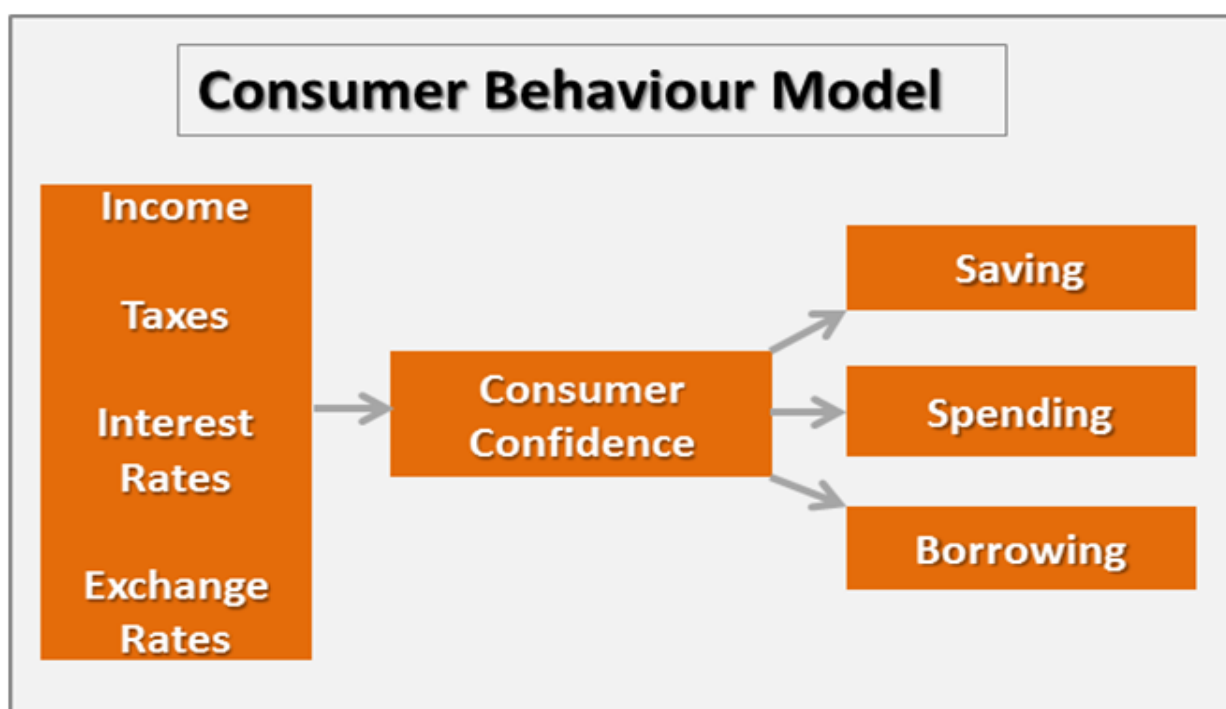 Consumer Behaviour Model
Income
Taxes
Interest
Rates
Exchange
Rates
Consumer
Confidence
Saving
Spending
Borrowing